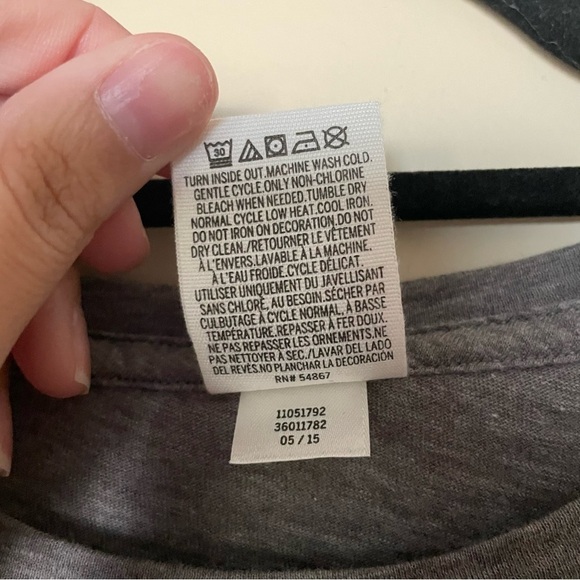 30
TURN INSIDE OUT.MACHINE WASH COLD.
GENTLE CYCLE.ONLY NON-CHLORINE
BLEACH WHEN NEEDED.TUMBLE DRY
NORMAL CYCLE LOW HEAT.COOL IRON.
DO NOT IRON ON DECORATION.DO NOT
DRY CLEAN./RETOURNER LE VÊTEMENT
À L'ENVERS.LAVABLE À LA MACHINE.
À L'EAU FROIDE.CYCLE DÉLICAT.
UTILISER UNIQUEMENT DU JAVELLISANT
SANS CHLORE, AU BESOIN.SÉCHER PAR
CULBUTAGE À CYCLE NORMAL, À BASSE
TEMPÉRATURE.REPASSER À FER DOUX.
NE PAS REPASSER LES ORNEMENTS.NE
PAS NETTOYER À SEC./LAVAR DEL LADO
DEL REVÉS.NO PLANCHAR LA DECORACIÓN
RN# 54867
11051792
36011782
05 / 15